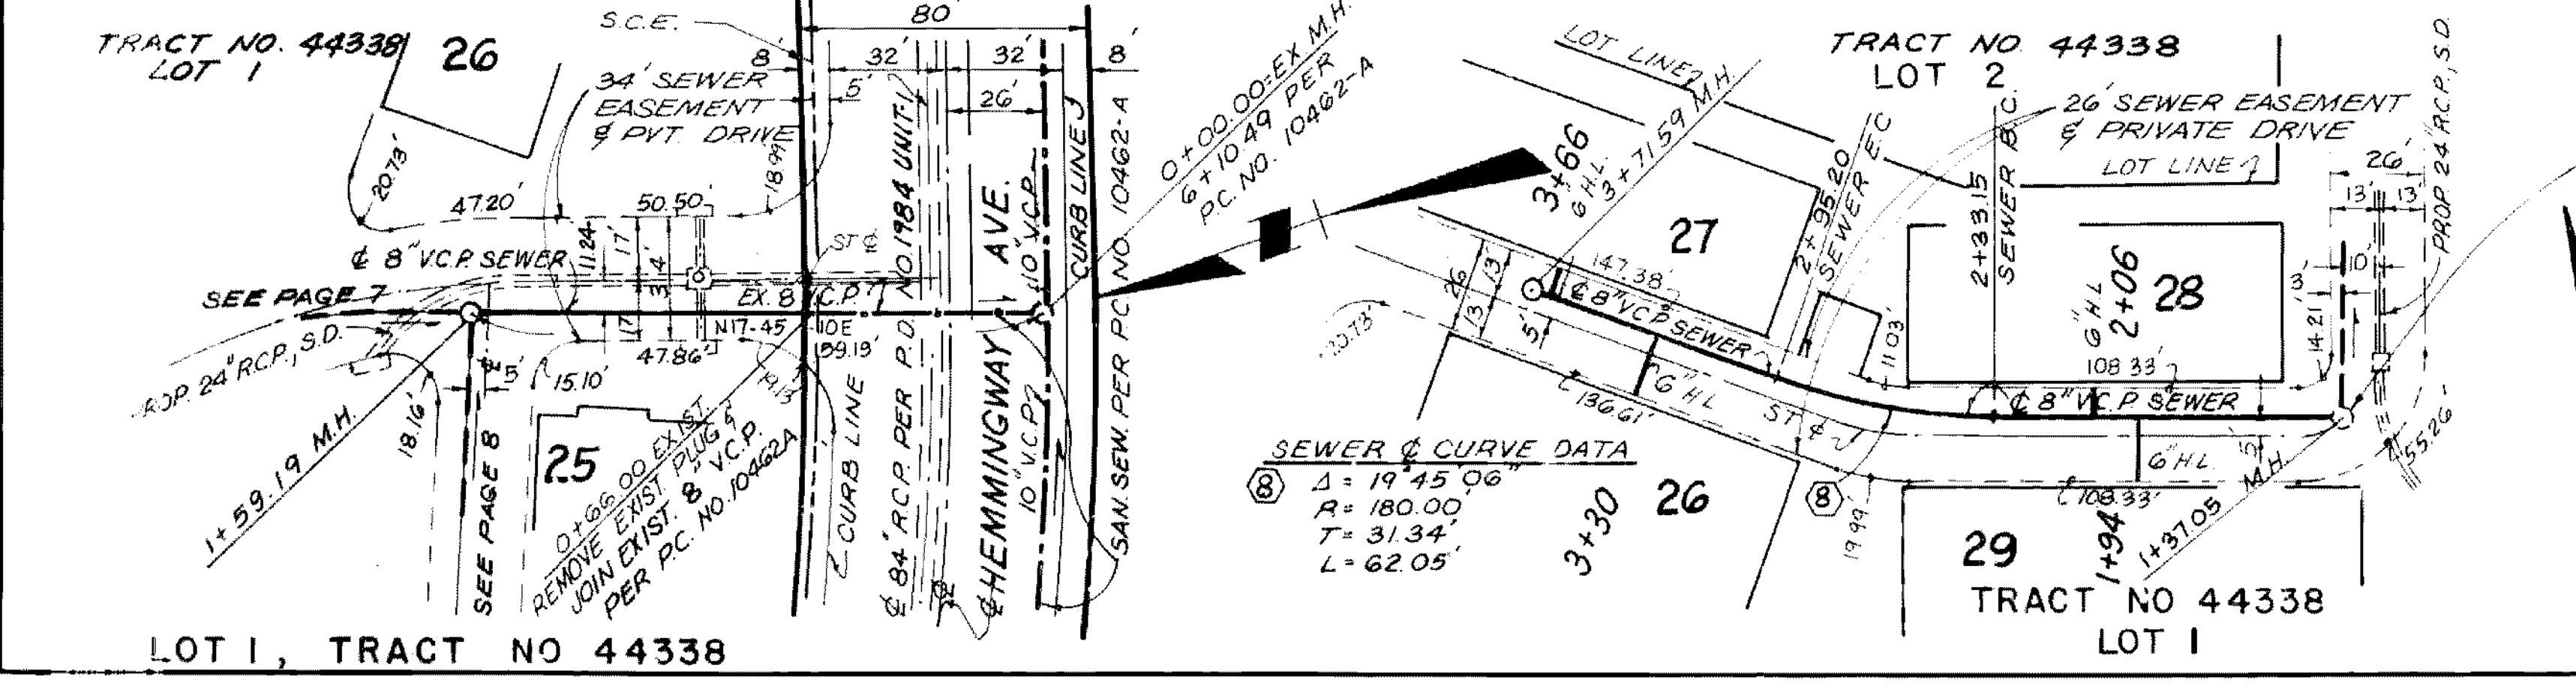 TRACT NO. 44338
LOT 1
26
S.C.E.
80'
8'
32'
32'
8'
5'
26'
34' SEWER
EASEMENT
& PVT. DRIVE
20.73'
47.20'
50.50'
18.99'
11.24'
17'
34'
17'
℄ 8" V.C.P. SEWER
ST ℄
SEE PAGE 7
EX. 8" V.C.P.
N17-45-10E
159.19'
47.86'
19.13'
PROP. 24" R.C.P., S.D.
5'
15.10'
18.16'
1+59.19 M.H.
SEE PAGE 8
25
0+66.00 EXIST
REMOVE EXIST PLUG &
JOIN EXIST. 8" V.C.P.
PER P.C. NO. 10462A
CURB LINE
℄ 84" R.C.P. PER P.D. NO 1984 UNIT-1
℄ HEMMINGWAY AVE.
10" V.C.P.
10" V.C.P.
CURB LINE
SAN. SEW. PER PC NO. 10462-A
0+00.00=EX M.H.
6+10.49 PER
P.C. NO. 10462-A
LOT 1, TRACT NO 44338
LOT LINE
TRACT NO. 44338
LOT 2
3+66
6" H.L.
3+71.59 M.H.
27
2+95.20
SEWER E.C.
2+33.15
SEWER B.C.
26' SEWER EASEMENT
& PRIVATE DRIVE
LOT LINE
26'
13'
13'
PROP 24" R.C.P., S.D.
147.38'
26'
13'
13'
5'
℄ 8" V.C.P. SEWER
20.73'
6" H.L.
136.61'
ST ℄
11.03'
6" H.L.
2+06
28
108.33'
3'
10'
14.21'
℄ 8" V.C.P. SEWER
5'
6" H.L.
55.26'
SEWER ℄ CURVE DATA
8
Δ = 19°45'06"
R = 180.00'
T = 31.34'
L = 62.05'
3+30
26
8
19.99'
108.33'
29
1+94
1+37.05 M.H.
TRACT NO 44338
LOT 1